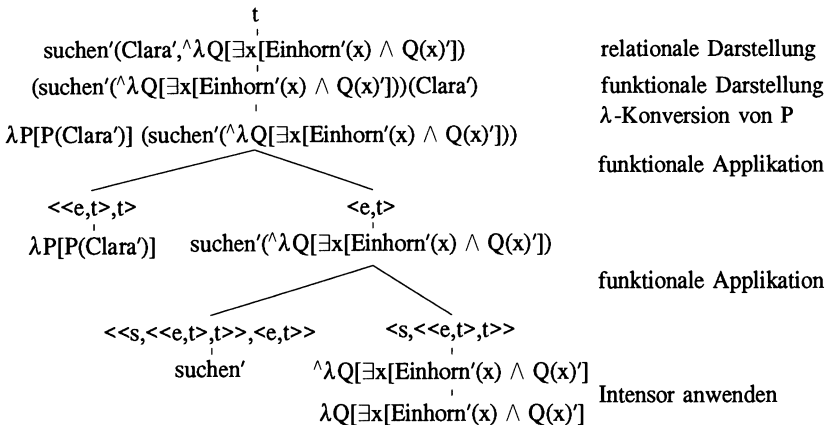 t
suchen′(Clara′,^λQ[∃x[Einhorn′(x) ∧ Q(x)′]) relationale Darstellung
(suchen′(^λQ[∃x[Einhorn′(x) ∧ Q(x)′]))(Clara′) funktionale Darstellung
λ-Konversion von P
λP[P(Clara′)] (suchen′(^λQ[∃x[Einhorn′(x) ∧ Q(x)′]))
funktionale Applikation
<<e,t>,t> <e,t>
λP[P(Clara′)] suchen′(^λQ[∃x[Einhorn′(x) ∧ Q(x)′])
funktionale Applikation
<<s,<<e,t>,t>>,<e,t>> <s,<<e,t>,t>>
suchen′ ^λQ[∃x[Einhorn′(x) ∧ Q(x)′]
Intensor anwenden
λQ[∃x[Einhorn′(x) ∧ Q(x)′]